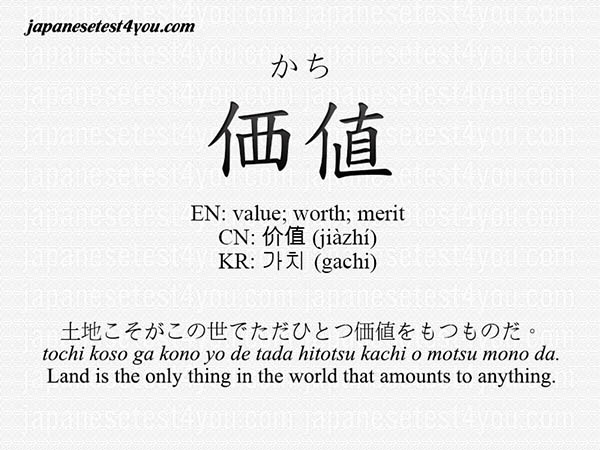 japanesetest4you.com
かち
価値
EN: value; worth; merit
CN: 价值 (jiàzhí)
KR: 가치 (gachi)
土地こそがこの世でただひとつ価値をもつものだ。
tochi koso ga kono yo de tada hitotsu kachi o motsu mono da.
Land is the only thing in the world that amounts to anything.